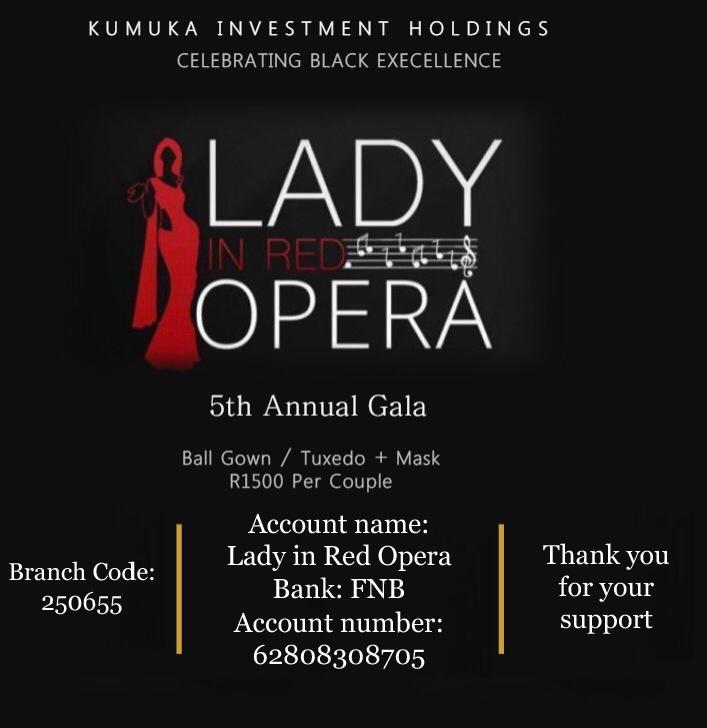 KUMUKA INVESTMENT HOLDINGS
CELEBRATING BLACK EXECELLENCE
LADY
IN RED
OPERA
5th Annual Gala
Ball Gown / Tuxedo + Mask
R1500 Per Couple
Branch Code:
250655
Account name:
Lady in Red Opera
Bank: FNB
Account number:
62808308705
Thank you
for your
support